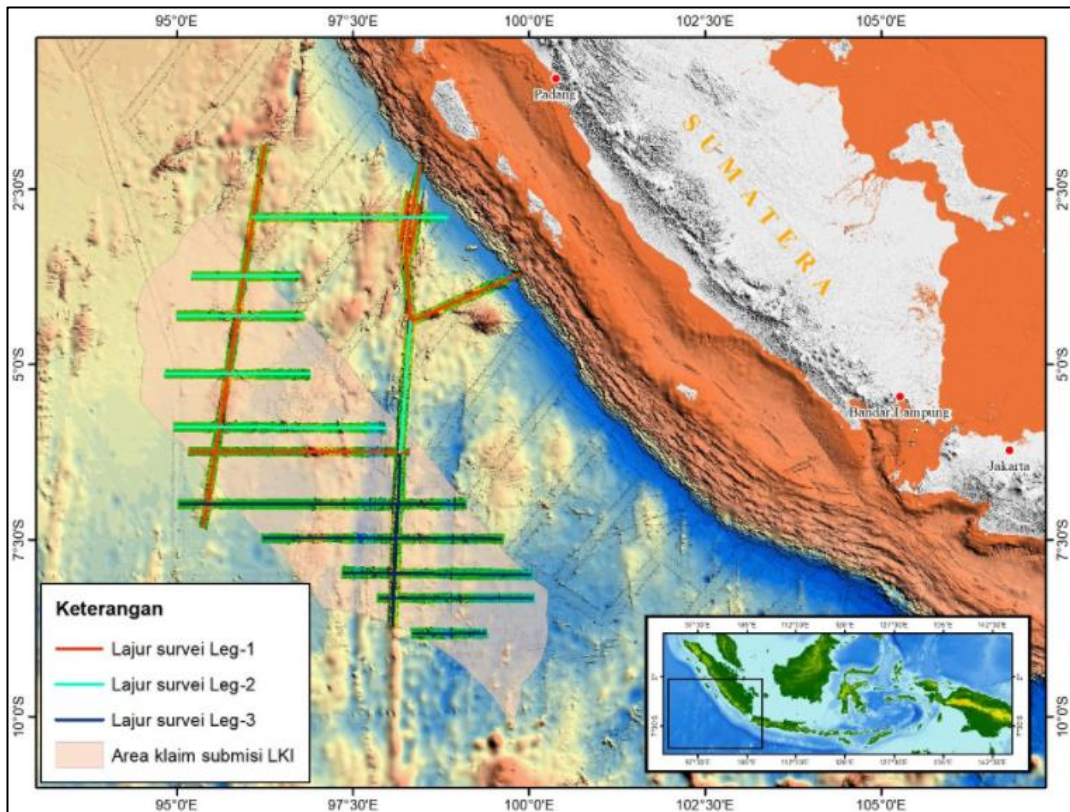 95°0'E 97°30'E 100°0'E 102°30'E 105°0'E
2°30'S 2°30'S
5°0'S 5°0'S
7°30'S 7°30'S
10°0'S 10°0'S
Padang
SUMATERA
Bandar Lampung
Jakarta
Keterangan
Lajur survei Leg-1
Lajur survei Leg-2
Lajur survei Leg-3
Area klaim submisi LKI
95°0'E 97°30'E 100°0'E 102°30'E 105°0'E